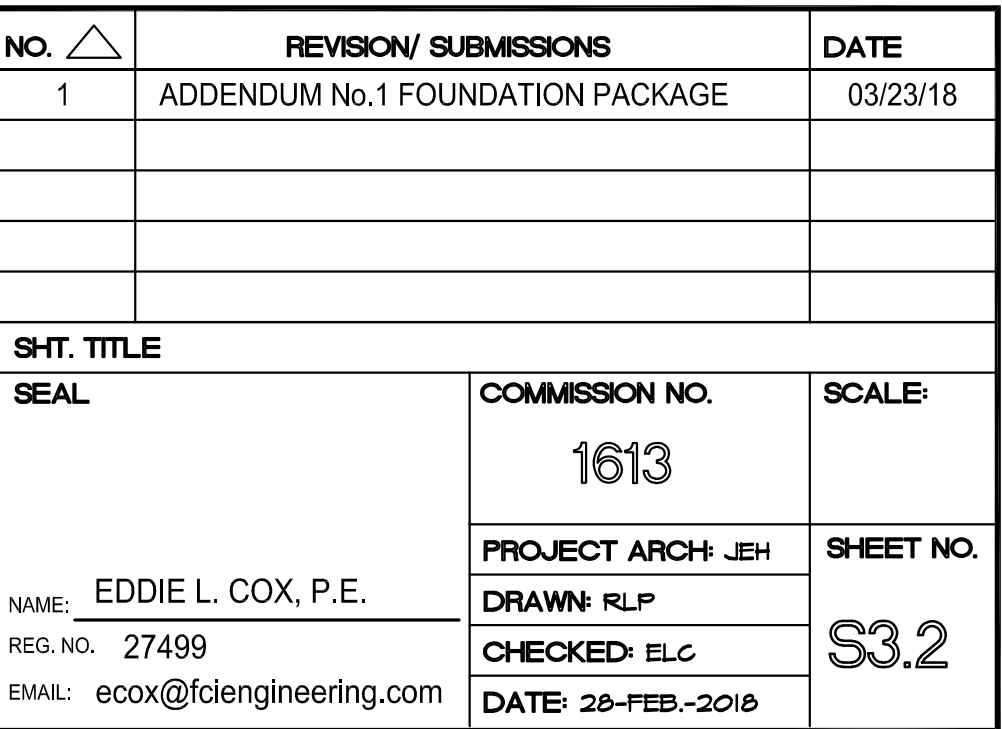 NO. REVISION/ SUBMISSIONS DATE
1 ADDENDUM No.1 FOUNDATION PACKAGE 03/23/18
SHT. TITLE
SEAL
NAME: EDDIE L. COX, P.E.
REG. NO. 27499
EMAIL: ecox@fciengineering.com
COMMISSION NO.
1613
PROJECT ARCH: JEH
DRAWN: RLP
CHECKED: ELC
DATE: 28-FEB.-2018
SCALE:
SHEET NO.
S3.2